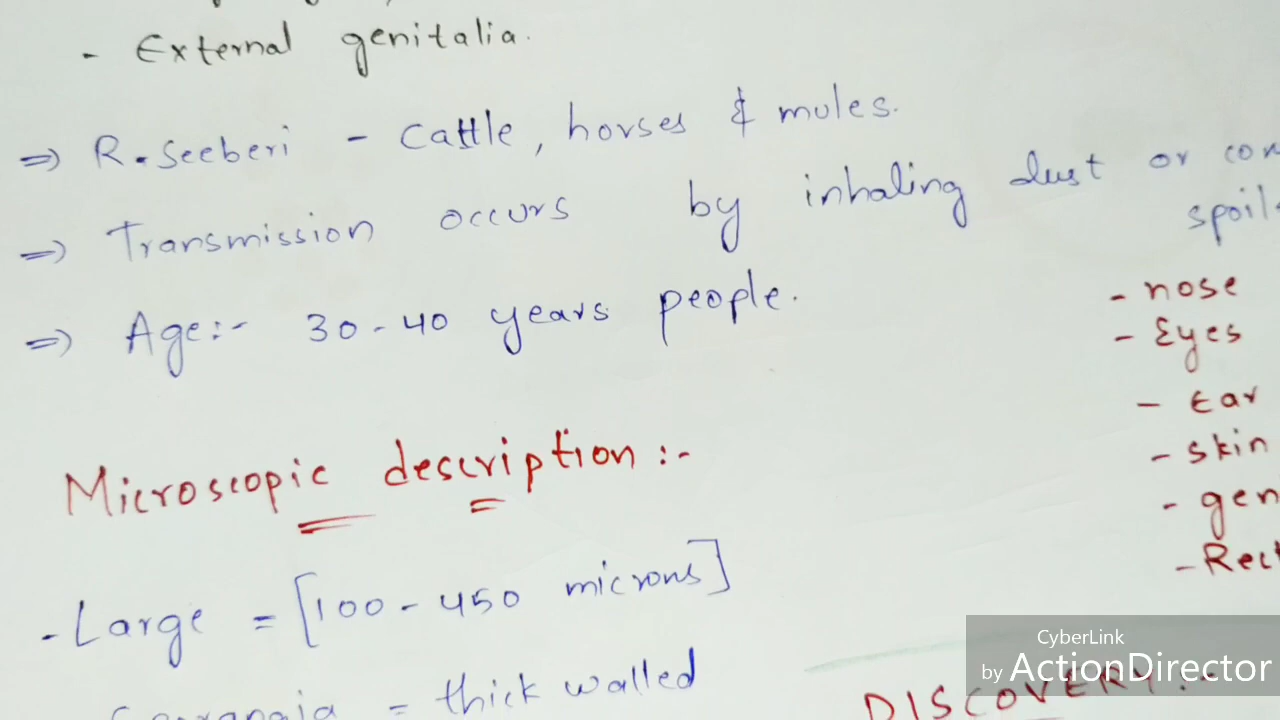 - External genitalia.
⇒ R. Seeberi - Cattle, horses & mules.
⇒ Transmission occurs by inhaling dust or
⇒ Age:- 30-40 years people.
- nose
- Eyes
- Ear
- Skin
Microscopic description :-
- Large = [100-450 microns]
= thick walled
DISCOVERY:-
CyberLink
by ActionDirector